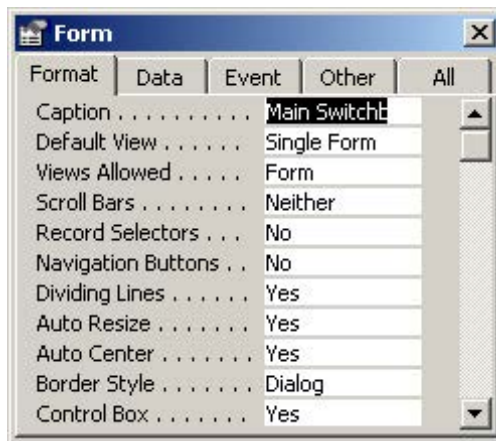 Form
Format Data Event Other All
Caption . . . . . . . . . . Main Switchb
Default View . . . . . . Single Form
Views Allowed . . . . . Form
Scroll Bars . . . . . . . . Neither
Record Selectors . . . No
Navigation Buttons . . No
Dividing Lines . . . . . . Yes
Auto Resize . . . . . . . Yes
Auto Center . . . . . . . Yes
Border Style . . . . . . . Dialog
Control Box . . . . . . . Yes